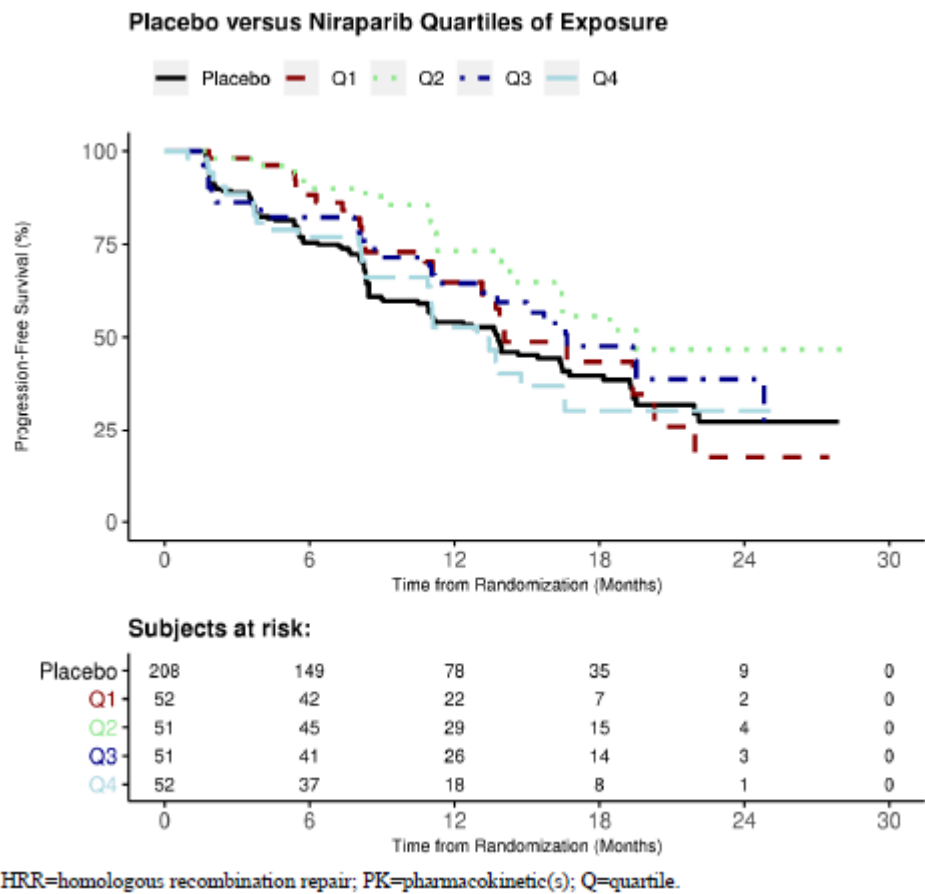 Placebo versus Niraparib Quartiles of Exposure
Placebo Q1 Q2 Q3 Q4
Progression-Free Survival (%)
100
75
50
25
0
0 6 12 18 24 30
Time from Randomization (Months)
Subjects at risk:
Placebo 208 149 78 35 9 0
Q1 52 42 22 7 2 0
Q2 51 45 29 15 4 0
Q3 51 41 26 14 3 0
Q4 52 37 18 8 1 0
0 6 12 18 24 30
Time from Randomization (Months)
HRR=homologous recombination repair; PK=pharmacokinetic(s); Q=quartile.